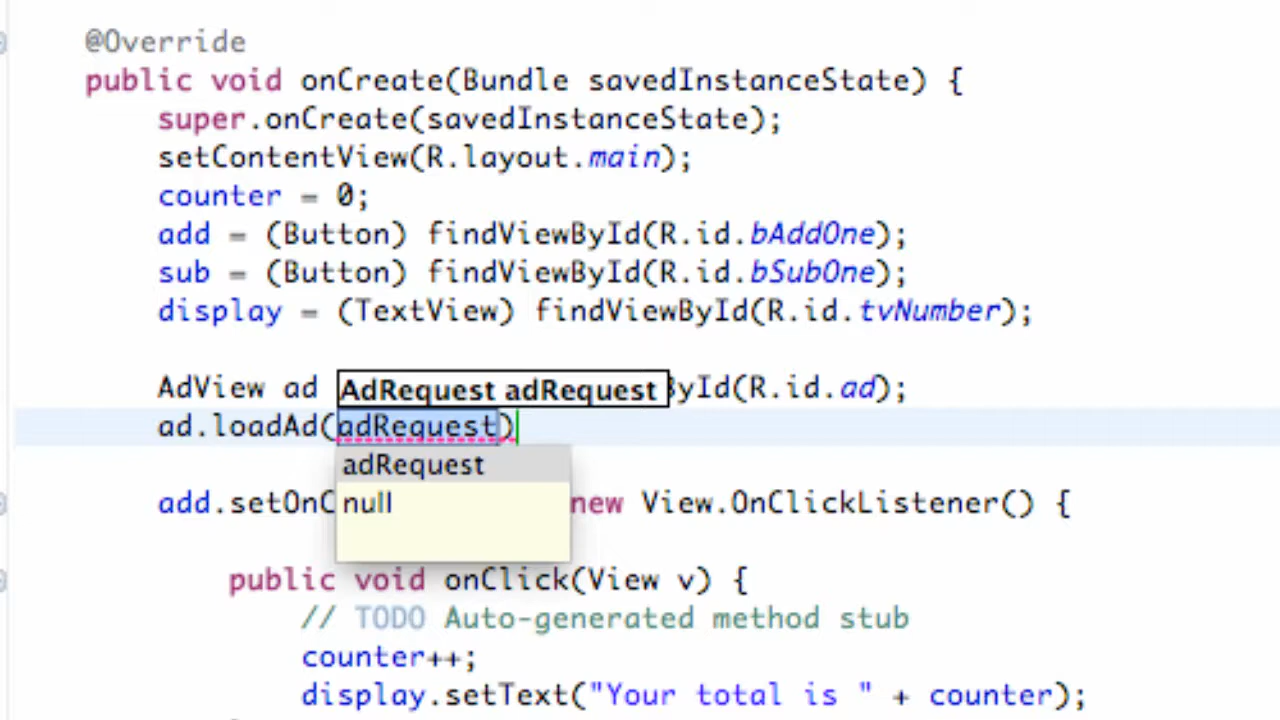 @Override
public void onCreate(Bundle savedInstanceState) {
super.onCreate(savedInstanceState);
setContentView(R.layout.main);
counter = 0;
add = (Button) findViewById(R.id.bAddOne);
sub = (Button) findViewById(R.id.bSubOne);
display = (TextView) findViewById(R.id.tvNumber);
AdView ad AdRequest adRequest ById(R.id.ad);
ad.loadAd(adRequest)
adRequest
add.setOnC null new View.OnClickListener() {
public void onClick(View v) {
// TODO Auto-generated method stub
counter++;
display.setText("Your total is " + counter);